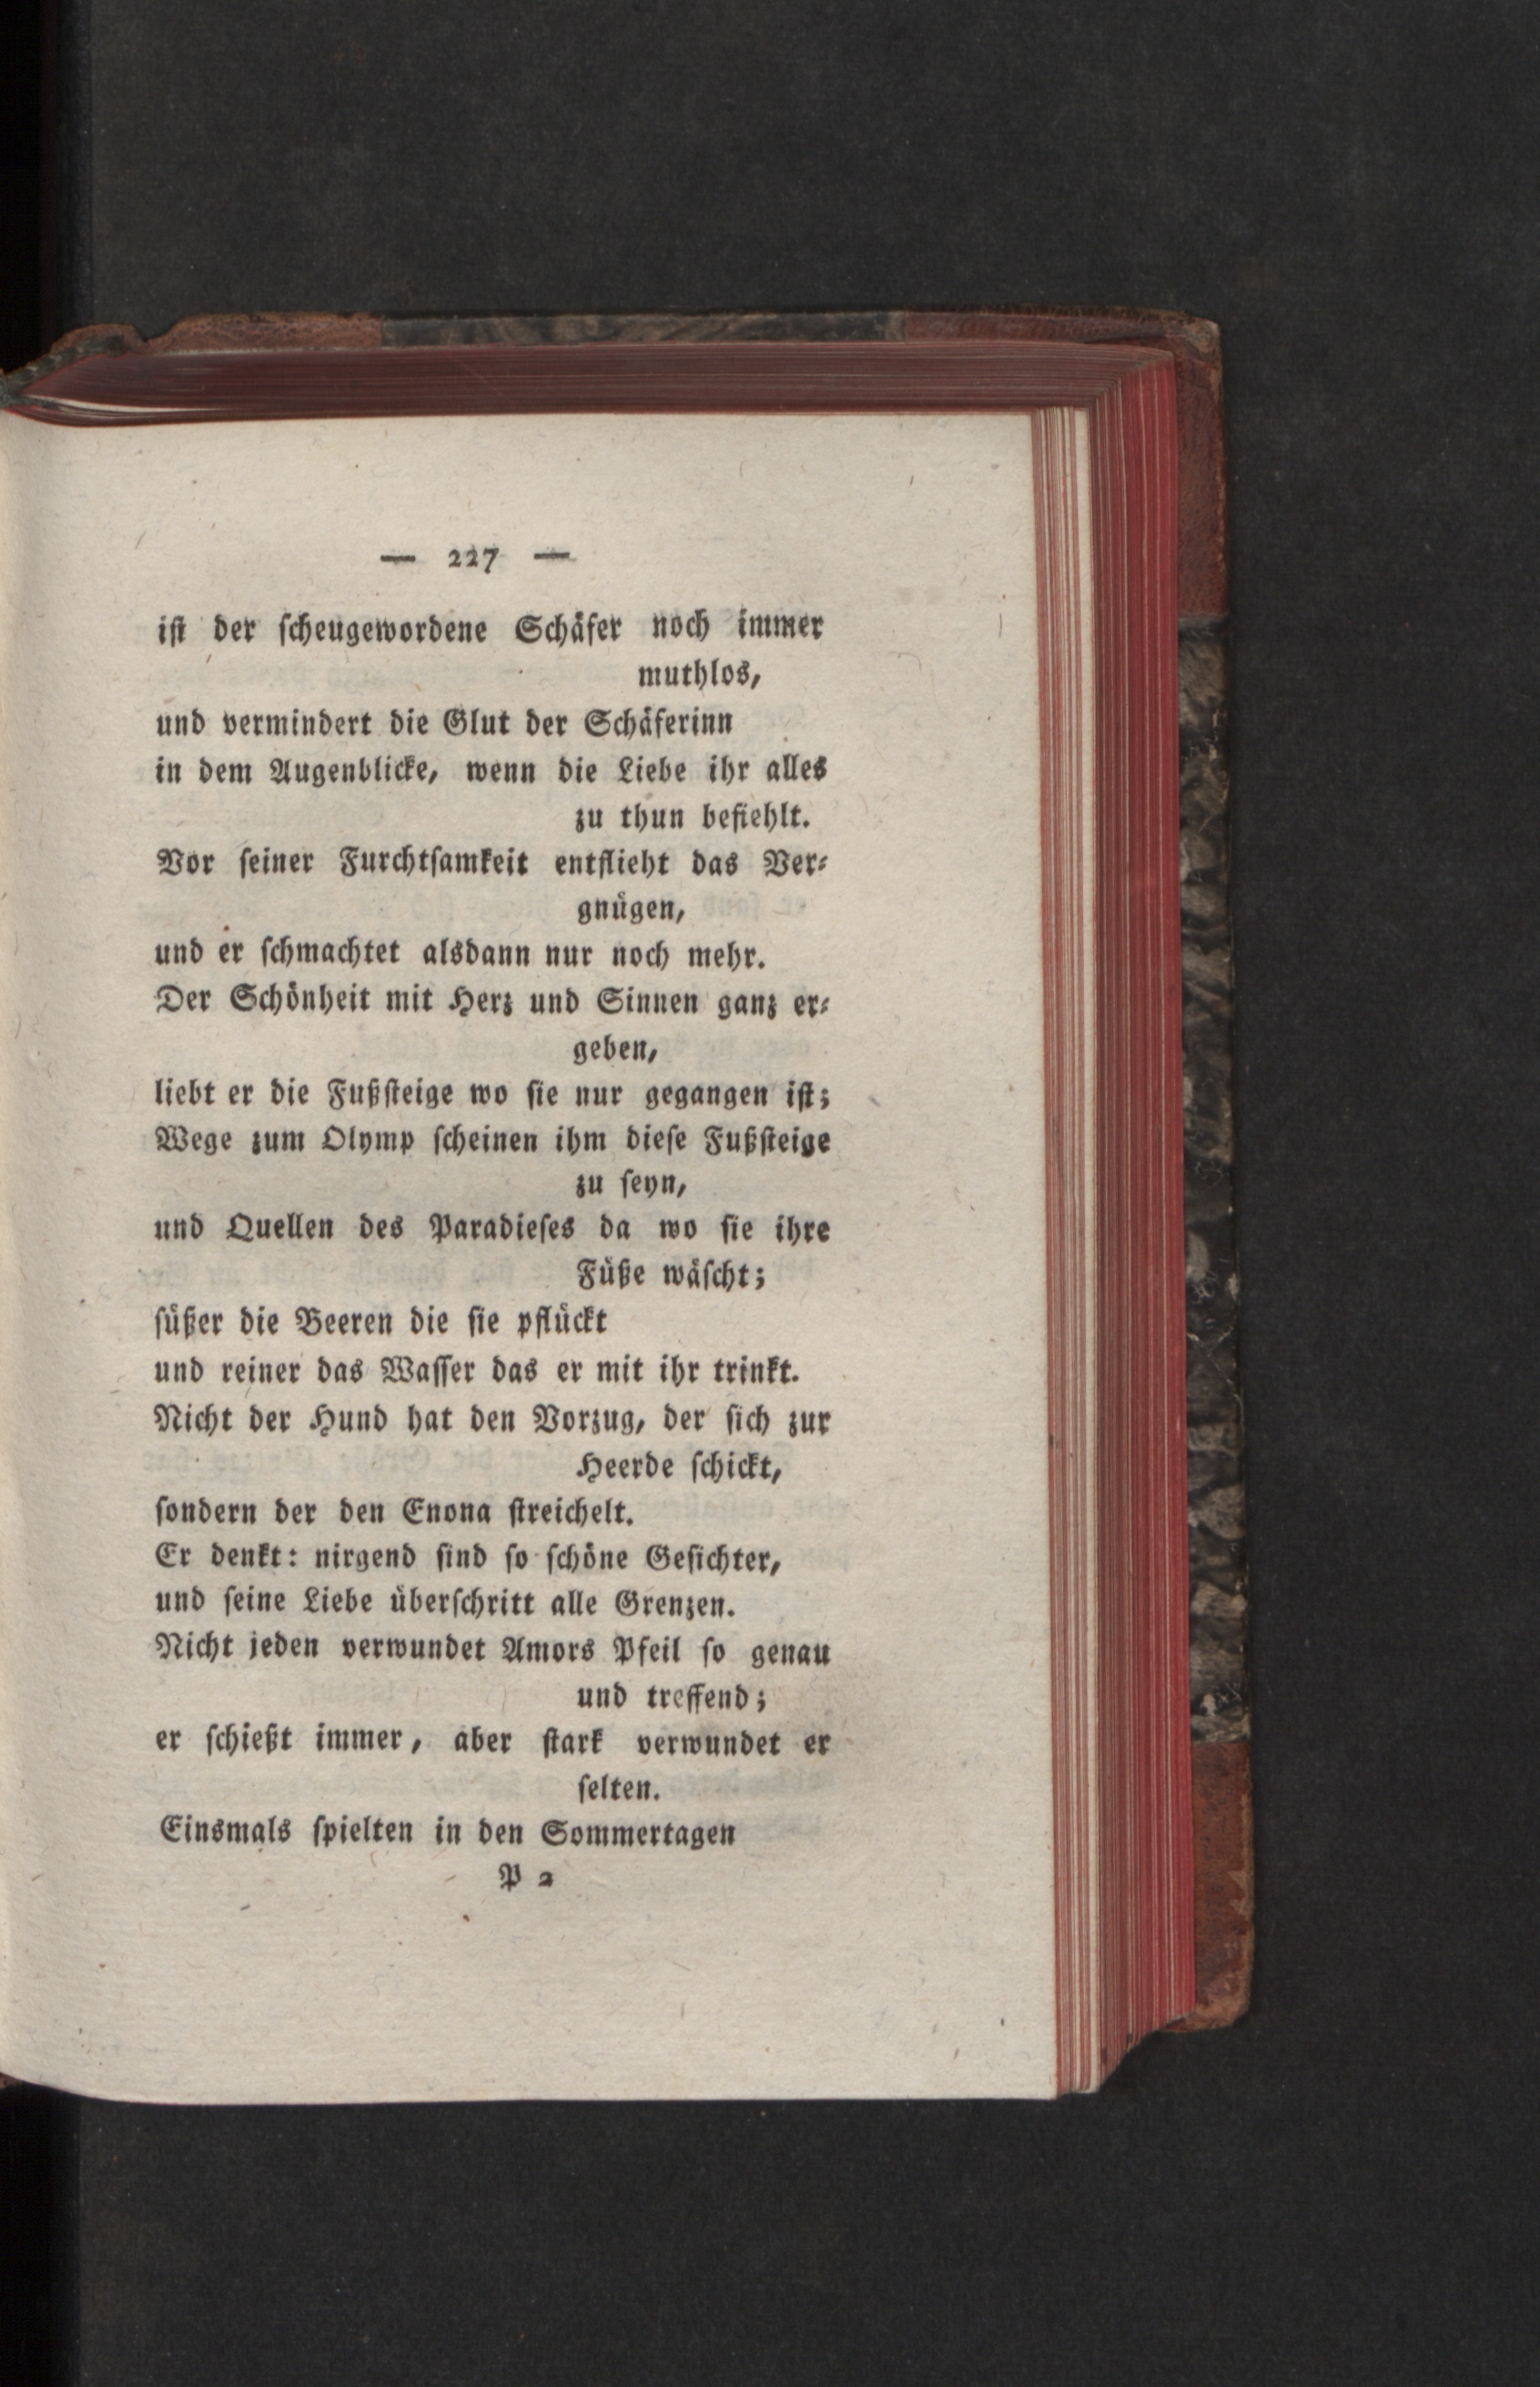 — 227 —
iſt der ſcheugewordene Schäfer noch immer
muthlos,
und vermindert die Glut der Schäferinn
in dem Augenblicke, wenn die Liebe ihr alles
zu thun befiehlt.
Vor ſeiner Furchtſamkeit entflieht das Ver⸗
gnügen,
und er ſchmachtet alsdann nur noch mehr.
Der Schönheit mit Herz und Sinnen ganz er⸗
geben,
liebt er die Fußſteige wo ſie nur gegangen iſt;
Wege zum Olymp ſcheinen ihm dieſe Fußſteige
zu ſeyn,
und Quellen des Paradieſes da wo ſie ihre
Füße wäſcht;
ſüßer die Beeren die ſie pflückt
und reiner das Waſſer das er mit ihr trinkt.
Nicht der Hund hat den Vorzug, der ſich zur
Heerde ſchickt,
ſondern der den Enona ſtreichelt.
Er denkt: nirgend ſind ſo ſchöne Geſichter,
und ſeine Liebe überſchritt alle Grenzen.
Nicht jeden verwundet Amors Pfeil ſo genau
und treffend;
er ſchießt immer, aber ſtark verwundet er
ſelten.
Einsmals ſpielten in den Sommertagen
P 2